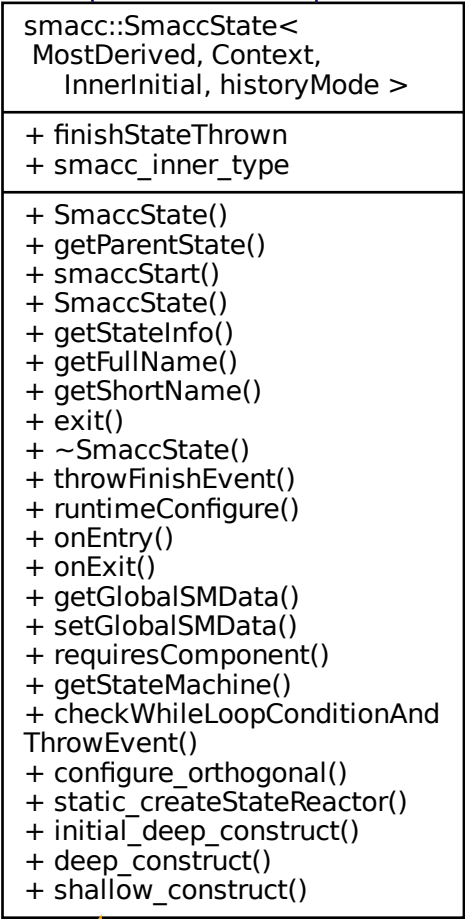 smacc::SmaccState<
MostDerived, Context,
InnerInitial, historyMode >
+ finishStateThrown
+ smacc_inner_type
+ SmaccState()
+ getParentState()
+ smaccStart()
+ SmaccState()
+ getStateInfo()
+ getFullName()
+ getShortName()
+ exit()
+ ~SmaccState()
+ throwFinishEvent()
+ runtimeConfigure()
+ onEntry()
+ onExit()
+ getGlobalSMData()
+ setGlobalSMData()
+ requiresComponent()
+ getStateMachine()
+ checkWhileLoopConditionAnd
ThrowEvent()
+ configure_orthogonal()
+ static_createStateReactor()
+ initial_deep_construct()
+ deep_construct()
+ shallow_construct()